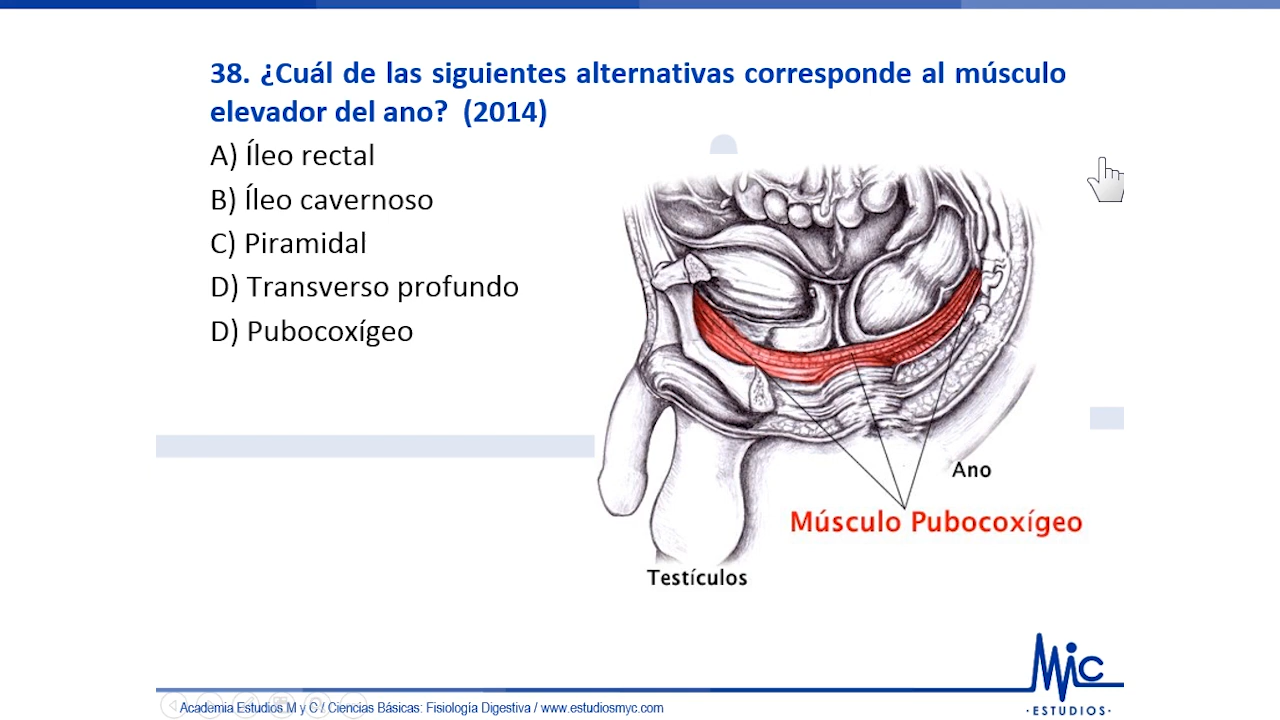 38. ¿Cuál de las siguientes alternativas corresponde al músculo
elevador del ano? (2014)
A) Íleo rectal
B) Íleo cavernoso
C) Piramidal
D) Transverso profundo
D) Pubocoxígeo
Ano
Músculo Pubocoxígeo
Testículos
MiC
·ESTUDIOS·
Academia Estudios M y C / Ciencias Básicas: Fisiología Digestiva / www.estudiosmyc.com